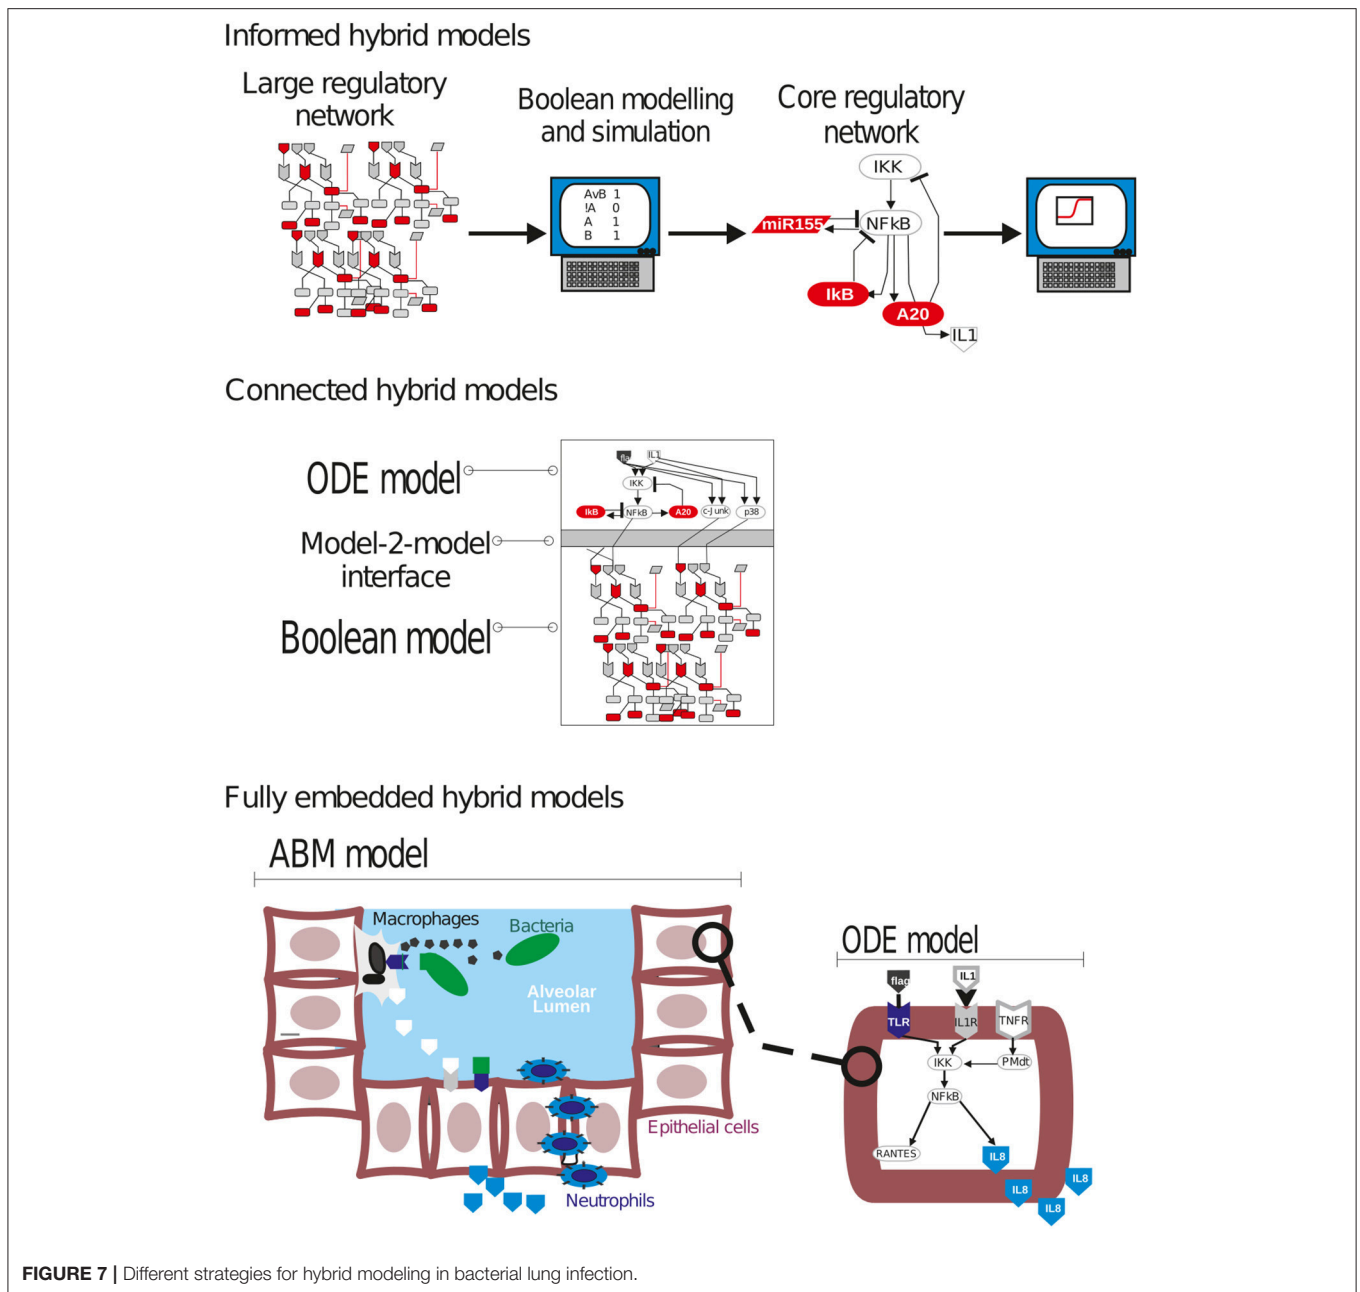 Informed hybrid models
Large regulatory
network
Boolean modelling
and simulation
Core regulatory
network
AvB 1
!A 0
A 1
B 1
IKK
miR155
NFkB
IkB
A20
IL1
Connected hybrid models
ODE model
Model-2-model
interface
Boolean model
fla
IL1
IKK
IkB
NFkB
A20
c-Junk
p38
Fully embedded hybrid models
ABM model
Macrophages
Bacteria
Alveolar
Lumen
Epithelial cells
Neutrophils
ODE model
flag
IL1
TLR
IL1R
TNFR
IKK
PMdt
NFkB
RANTES
IL8
IL8
IL8
IL8
FIGURE 7 | Different strategies for hybrid modeling in bacterial lung infection.